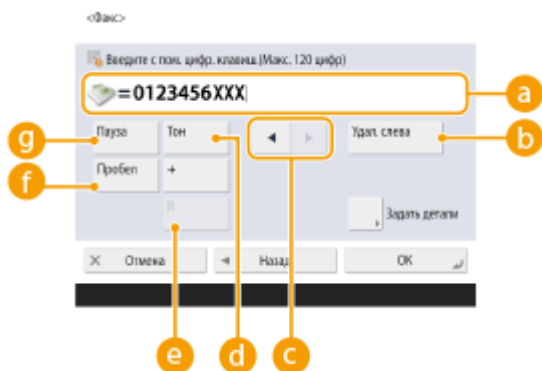 <Факс>
Введите с пом. цифр. клавиш.(Макс. 120 цифр)
=0123456XXX
a
g
Пауза
Тон
◄
►
Удал. слева
b
f
Пробел
+
R
Задать детали
× Отмена
◄ Назад
OK
e
d
c